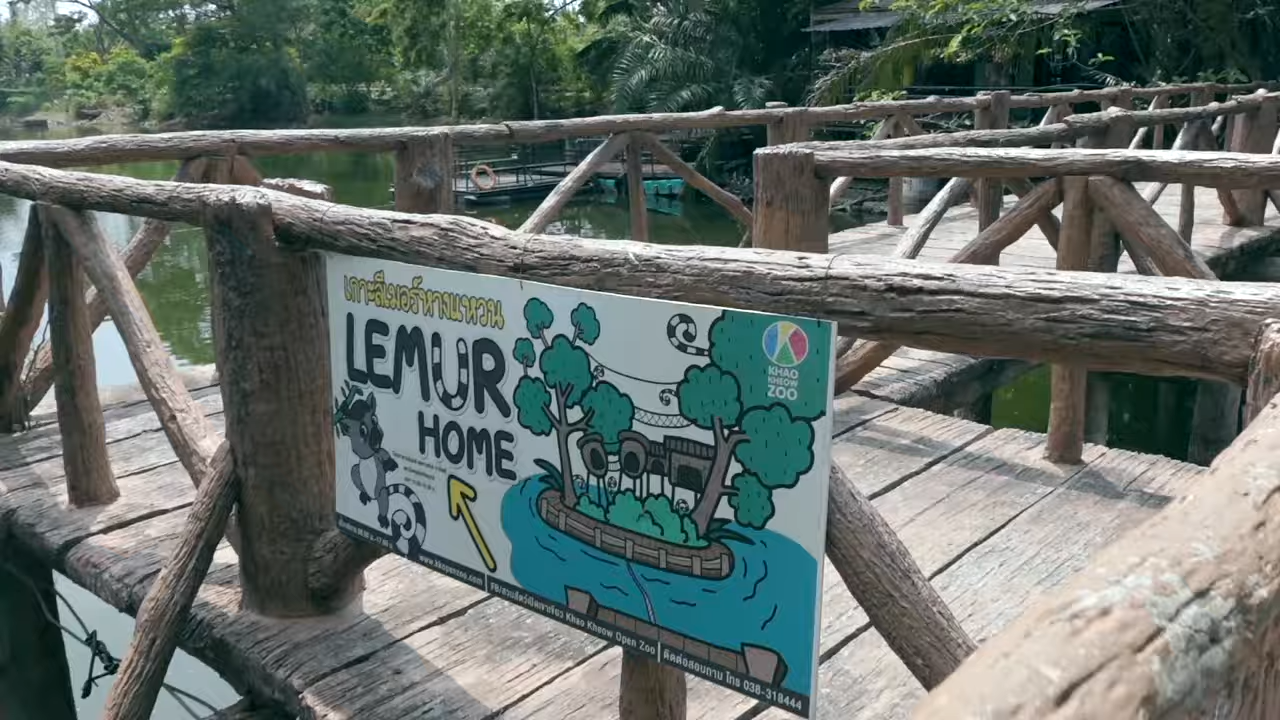 เกาะลีเมอร์หางแหวน
LEMUR
HOME
KHAO
KHEOW
ZOO
www.kkopenzoo.com | FB/สวนสัตว์เปิดเขาเขียว Khao Kheow Open Zoo | ติดต่อสอบถาม โทร 038-318444